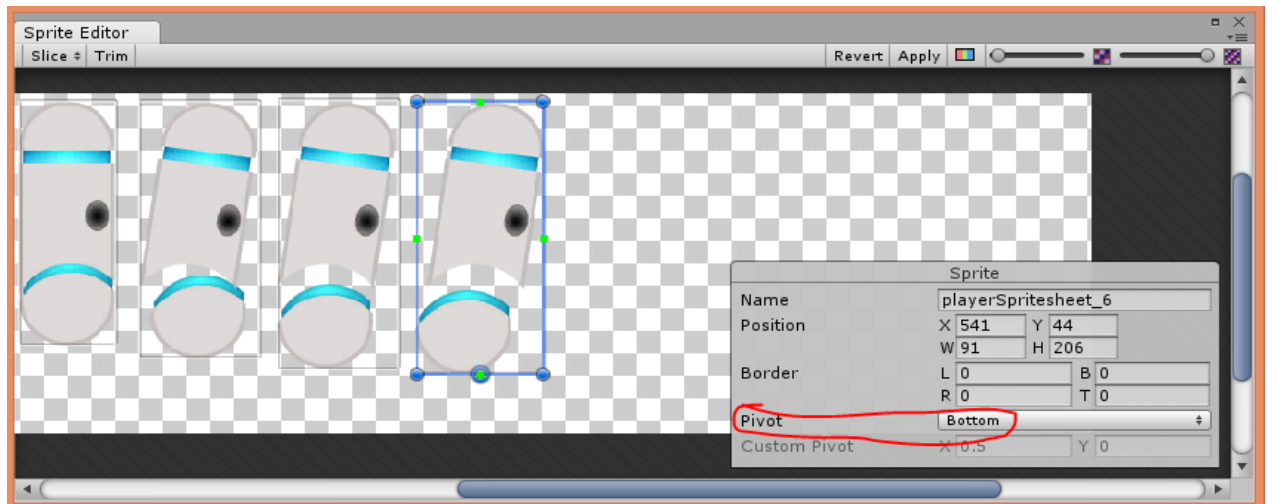 Sprite Editor
Slice Trim Revert Apply
Sprite
Name playerSpritesheet_6
Position X 541 Y 44
W 91 H 206
Border L 0 B 0
R 0 T 0
Pivot Bottom
Custom Pivot X 0.5 Y 0